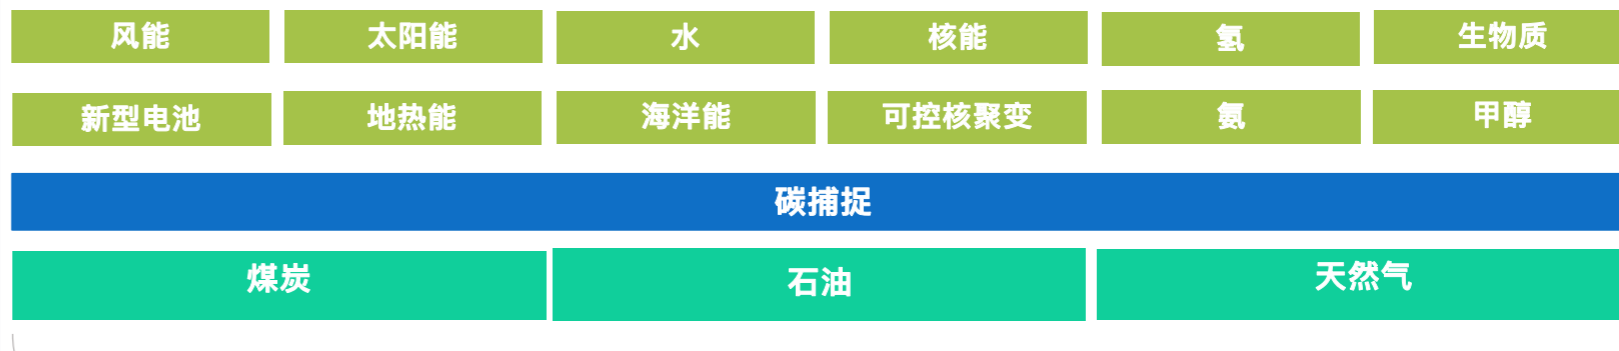 风能 太阳能 水 核能 氢 生物质
新型电池 地热能 海洋能 可控核聚变 氨 甲醇
碳捕捉
煤炭 石油 天然气